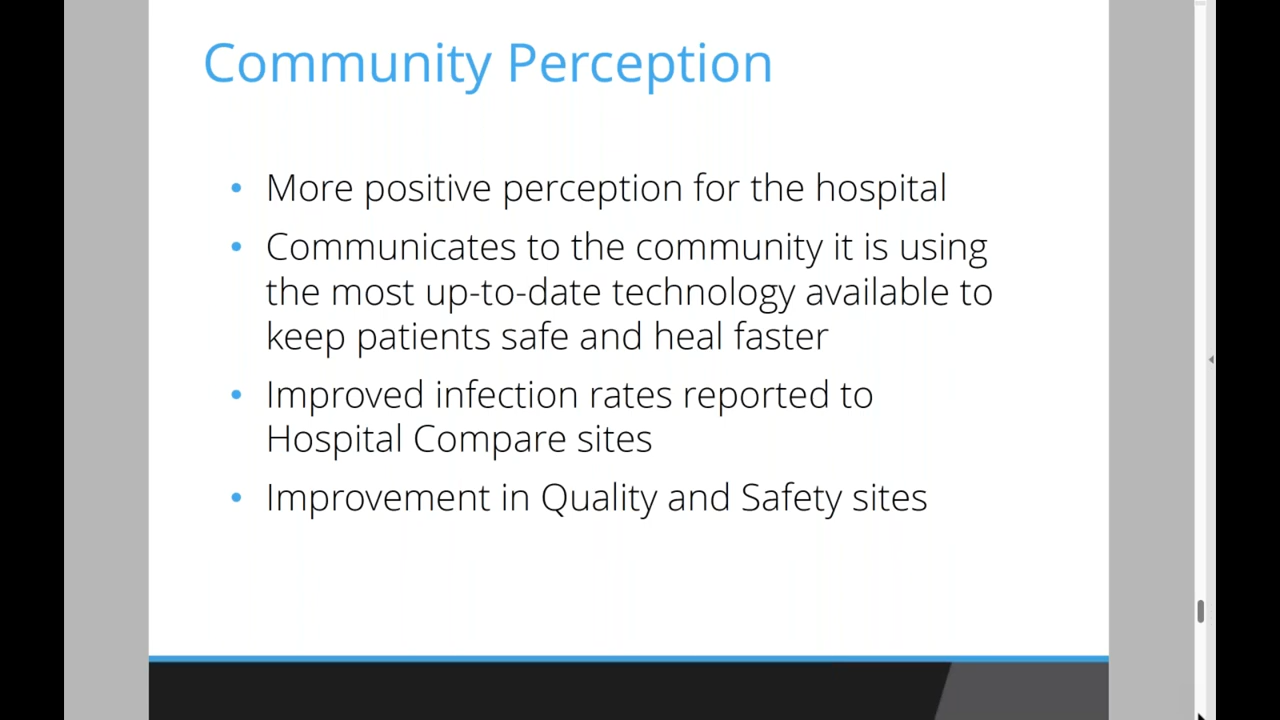 Community Perception
• More positive perception for the hospital
• Communicates to the community it is using
the most up-to-date technology available to
keep patients safe and heal faster
• Improved infection rates reported to
Hospital Compare sites
• Improvement in Quality and Safety sites